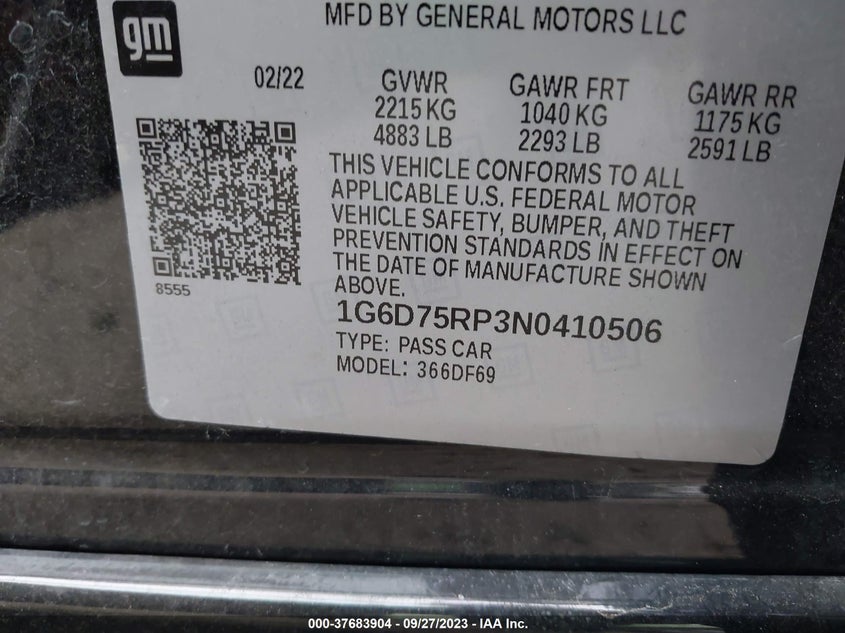 gm
MFD BY GENERAL MOTORS LLC
02/22
GVWR
2215 KG
4883 LB
GAWR FRT
1040 KG
2293 LB
GAWR RR
1175 KG
2591 LB
THIS VEHICLE CONFORMS TO ALL
APPLICABLE U.S. FEDERAL MOTOR
VEHICLE SAFETY, BUMPER, AND THEFT
PREVENTION STANDARDS IN EFFECT ON
THE DATE OF MANUFACTURE SHOWN
ABOVE.
8555
1G6D75RP3N0410506
TYPE: PASS CAR
MODEL: 366DF69
000-37683904 - 09/27/2023 - IAA Inc.